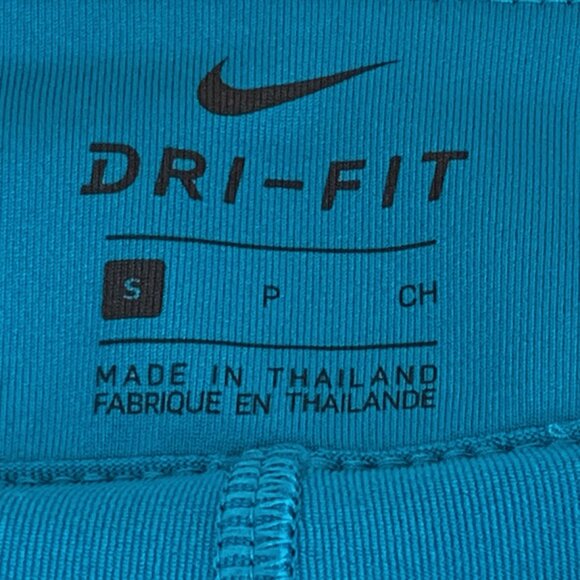 DRI-FIT
S P CH
MADE IN THAILAND
FABRIQUE EN THAILANDE